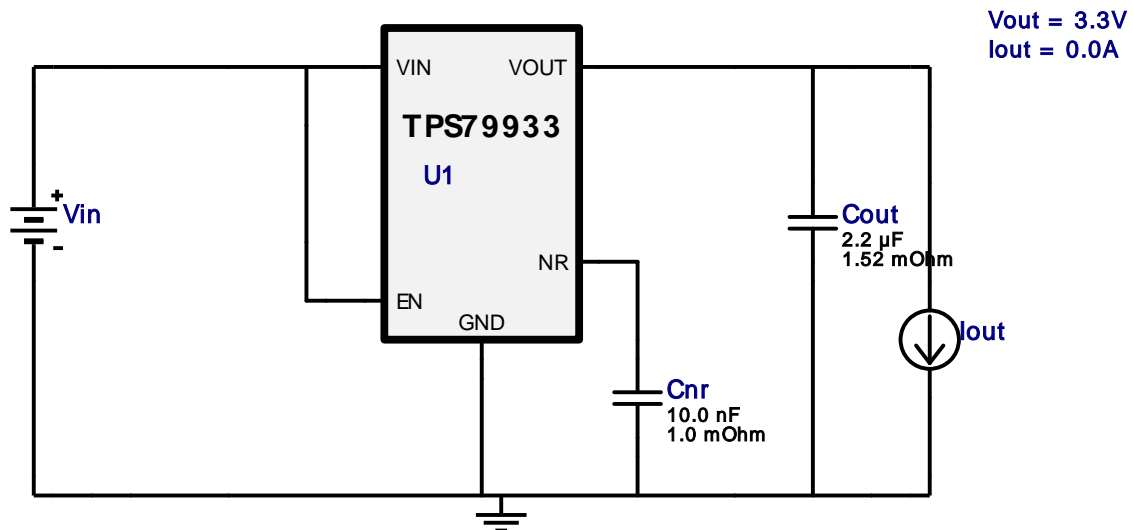 Vout = 3.3V
Iout = 0.0A
VIN
VOUT
TPS79933
U1
+
Vin
-
Cout
2.2 µF
1.52 mOhm
NR
EN
GND
Iout
Cnr
10.0 nF
1.0 mOhm